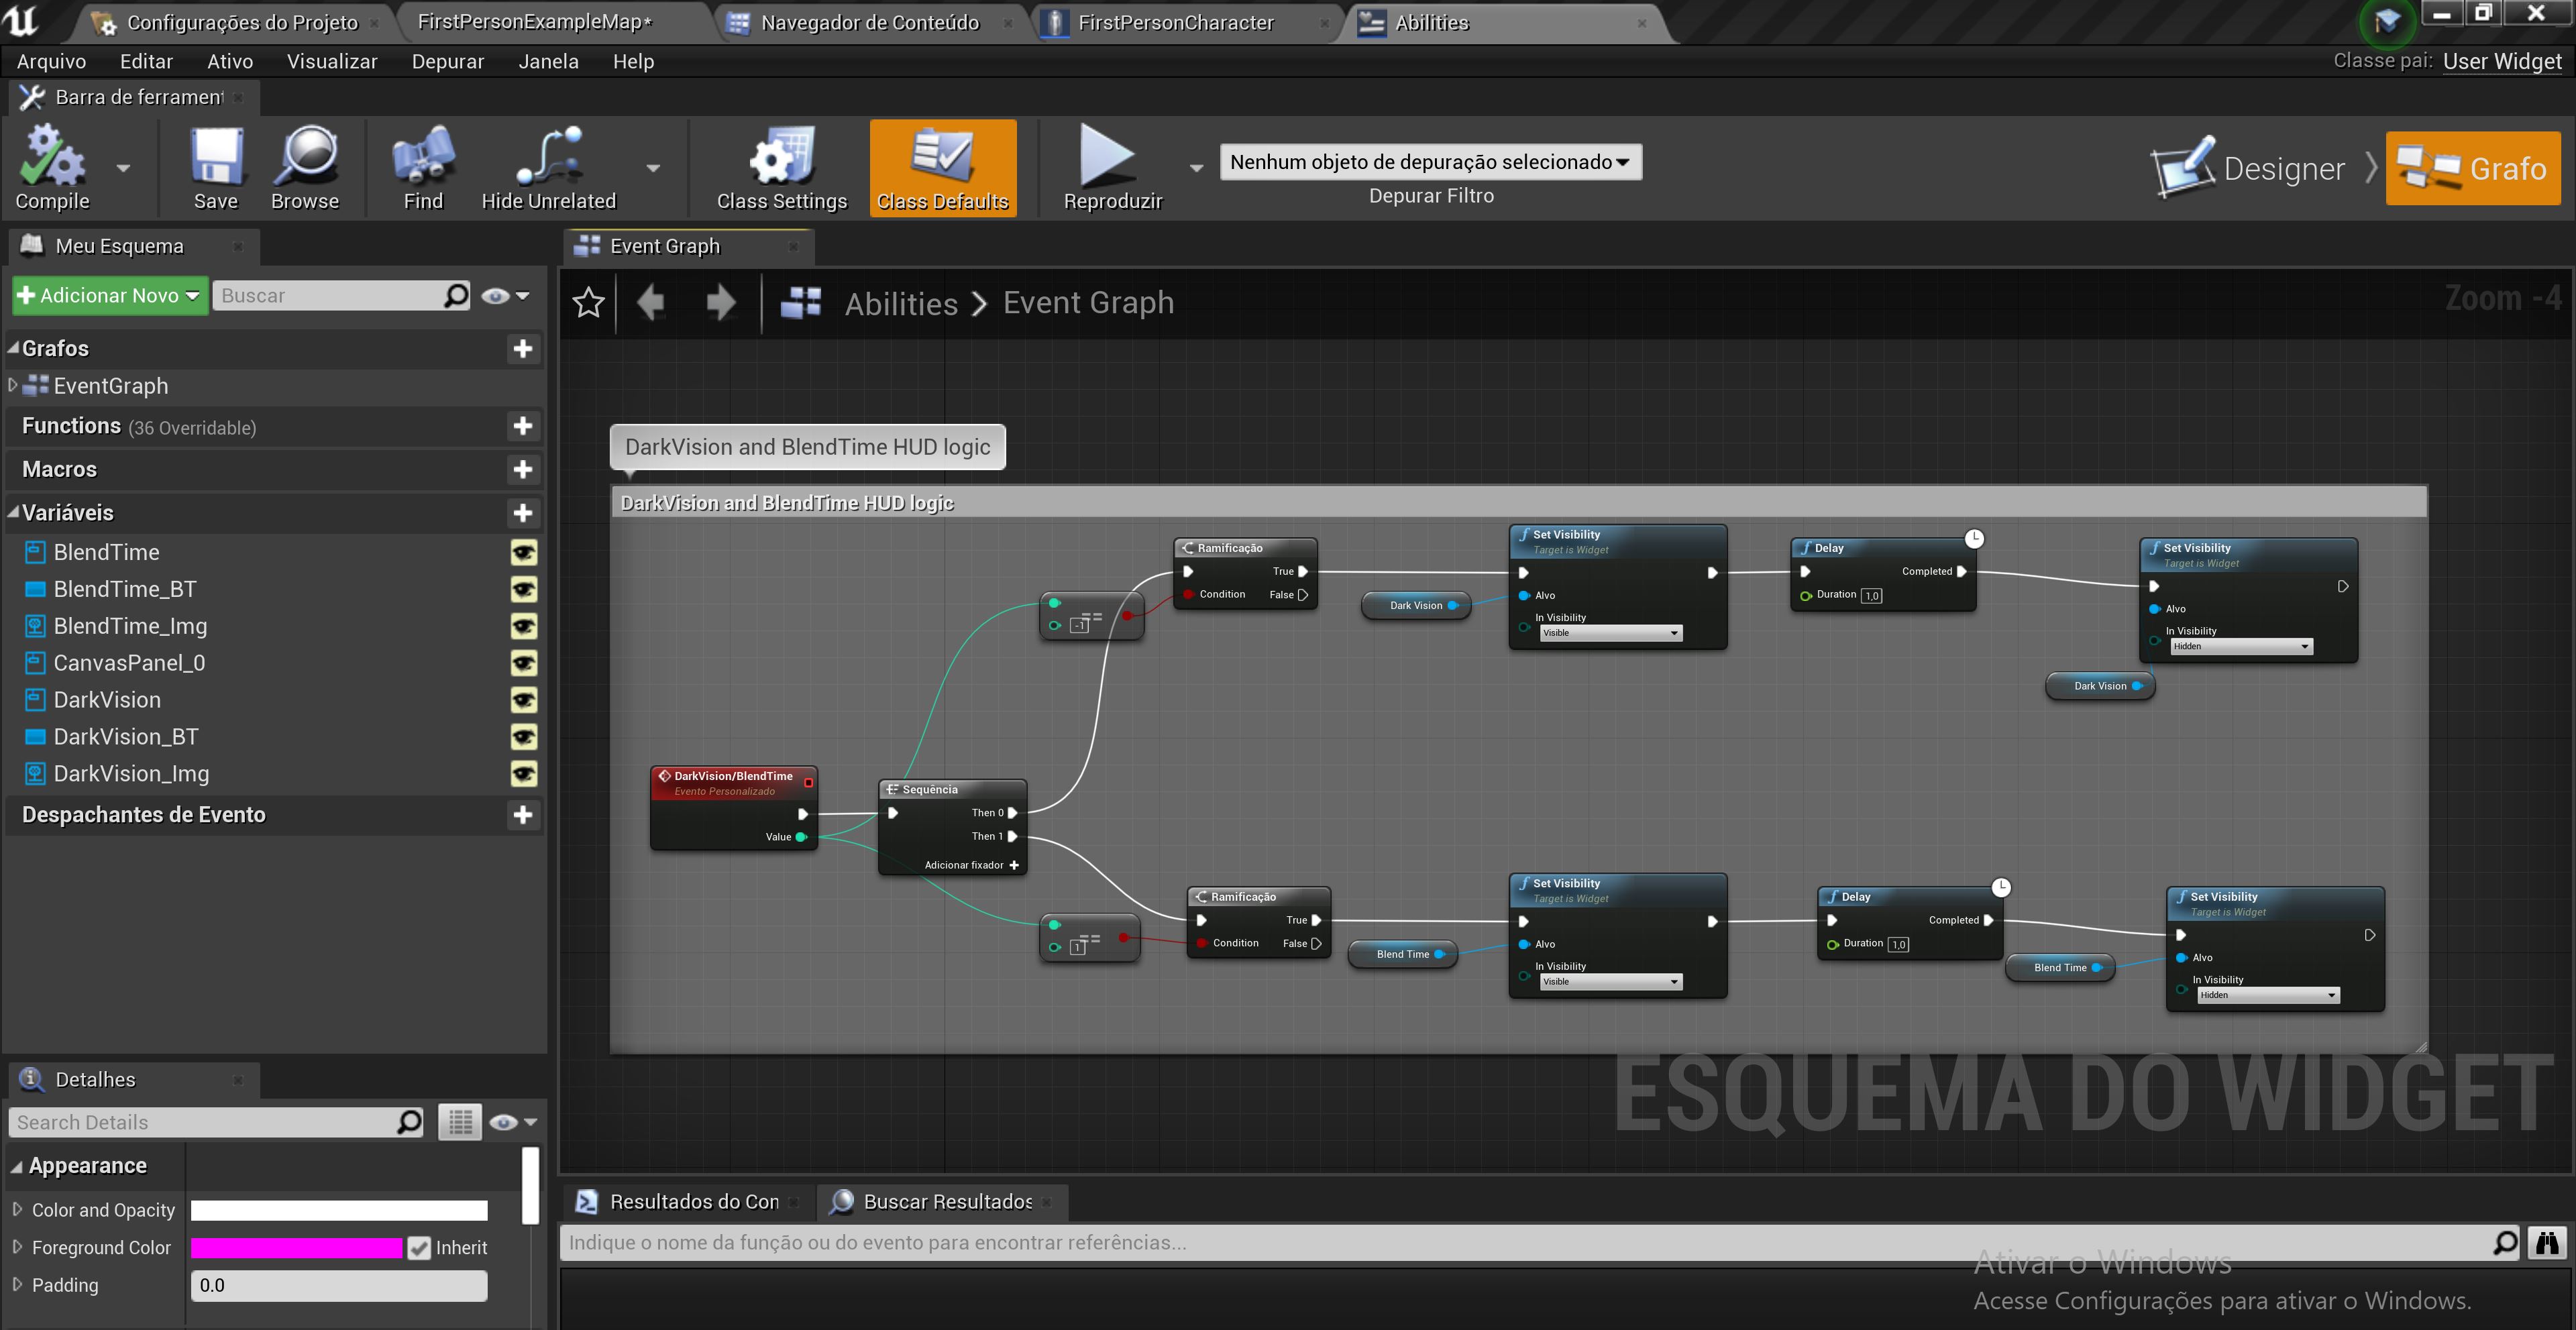 Configurações do Projeto
FirstPersonExampleMap*
Navegador de Conteúdo
FirstPersonCharacter
Abilities
Arquivo Editar Ativo Visualizar Depurar Janela Help
Classe pai: User Widget
Barra de ferrament
Compile
Save
Browse
Find
Hide Unrelated
Class Settings
Class Defaults
Reproduzir
Nenhum objeto de depuração selecionado
Depurar Filtro
Designer
Grafo
Meu Esquema
Adicionar Novo
Buscar
Grafos
EventGraph
Functions (36 Overridable)
Macros
Variáveis
BlendTime
BlendTime_BT
BlendTime_Img
CanvasPanel_0
DarkVision
DarkVision_BT
DarkVision_Img
Despachantes de Evento
Detalhes
Search Details
Appearance
Color and Opacity
Foreground Color
Inherit
Padding
0.0
Event Graph
Abilities > Event Graph
Zoom -4
DarkVision and BlendTime HUD logic
DarkVision and BlendTime HUD logic
DarkVision/BlendTime
Evento Personalizado
Value
Sequência
Then 0
Then 1
Adicionar fixador
==
-1
Ramificação
True
Condition
False
Dark Vision
Set Visibility
Target is Widget
Alvo
In Visibility
Visible
Delay
Completed
Duration 1,0
Set Visibility
Target is Widget
Alvo
In Visibility
Hidden
Dark Vision
==
1
Ramificação
True
Condition
False
Blend Time
Set Visibility
Target is Widget
Alvo
In Visibility
Visible
Delay
Completed
Duration 1,0
Blend Time
Set Visibility
Target is Widget
Alvo
In Visibility
Hidden
ESQUEMA DO WIDGET
Resultados do Con
Buscar Resultados
Indique o nome da função ou do evento para encontrar referências...
Ativar o Windows
Acesse Configurações para ativar o Windows.